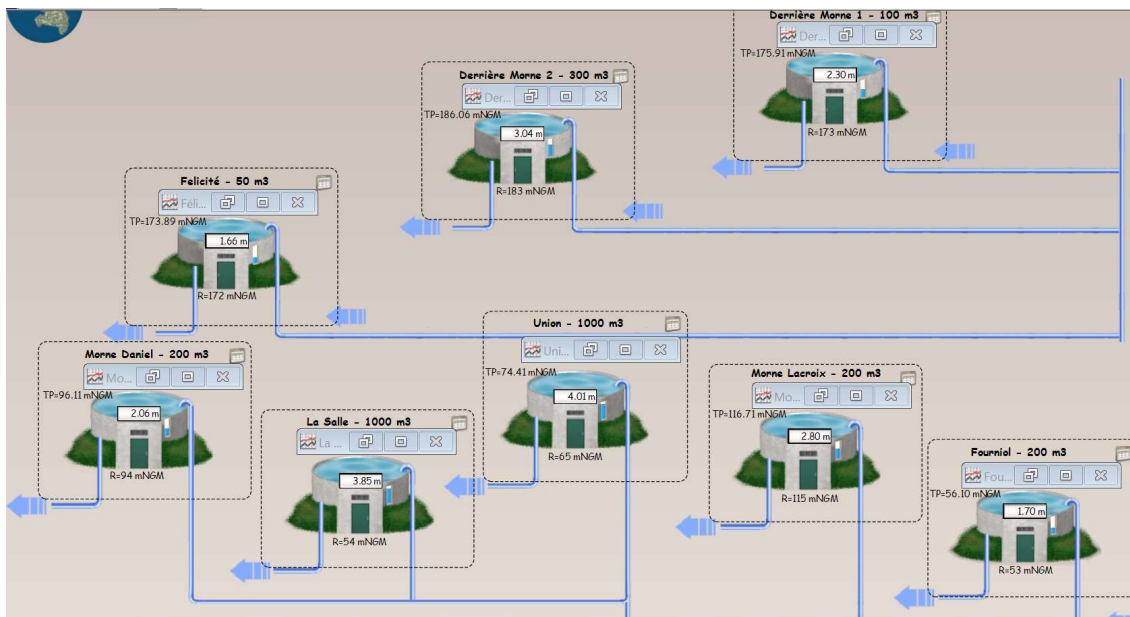 Derrière Morne 1 - 100 m3
Der...
TP=175.91 mNGM
2.30 m
R=173 mNGM
Derrière Morne 2 - 300 m3
Der...
TP=186.06 mNGM
3.04 m
R=183 mNGM
Felicité - 50 m3
Féli...
TP=173.89 mNGM
1.66 m
R=172 mNGM
Union - 1000 m3
Uni...
TP=74.41 mNGM
4.01 m
R=65 mNGM
Morne Daniel - 200 m3
Mo...
TP=96.11 mNGM
2.06 m
R=94 mNGM
Morne Lacroix - 200 m3
Mo...
TP=116.71 mNGM
2.80 m
R=115 mNGM
La Salle - 1000 m3
La ...
3.85 m
R=54 mNGM
Fourniol - 200 m3
Fou...
TP=56.10 mNGM
1.70 m
R=53 mNGM